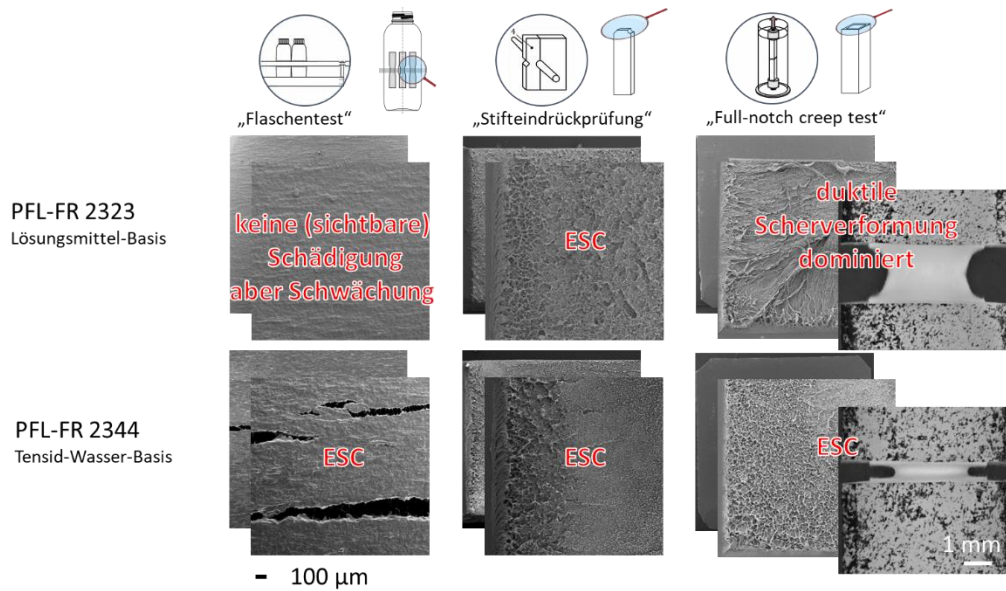 „Flaschentest“
„Stifteindrückprüfung“
„Full-notch creep test“
PFL-FR 2323
Lösungsmittel-Basis
keine (sichtbare)
Schädigung
aber Schwächung
ESC
duktile
Scherverformung
dominiert
PFL-FR 2344
Tensid-Wasser-Basis
ESC
ESC
ESC
1 mm
100 µm